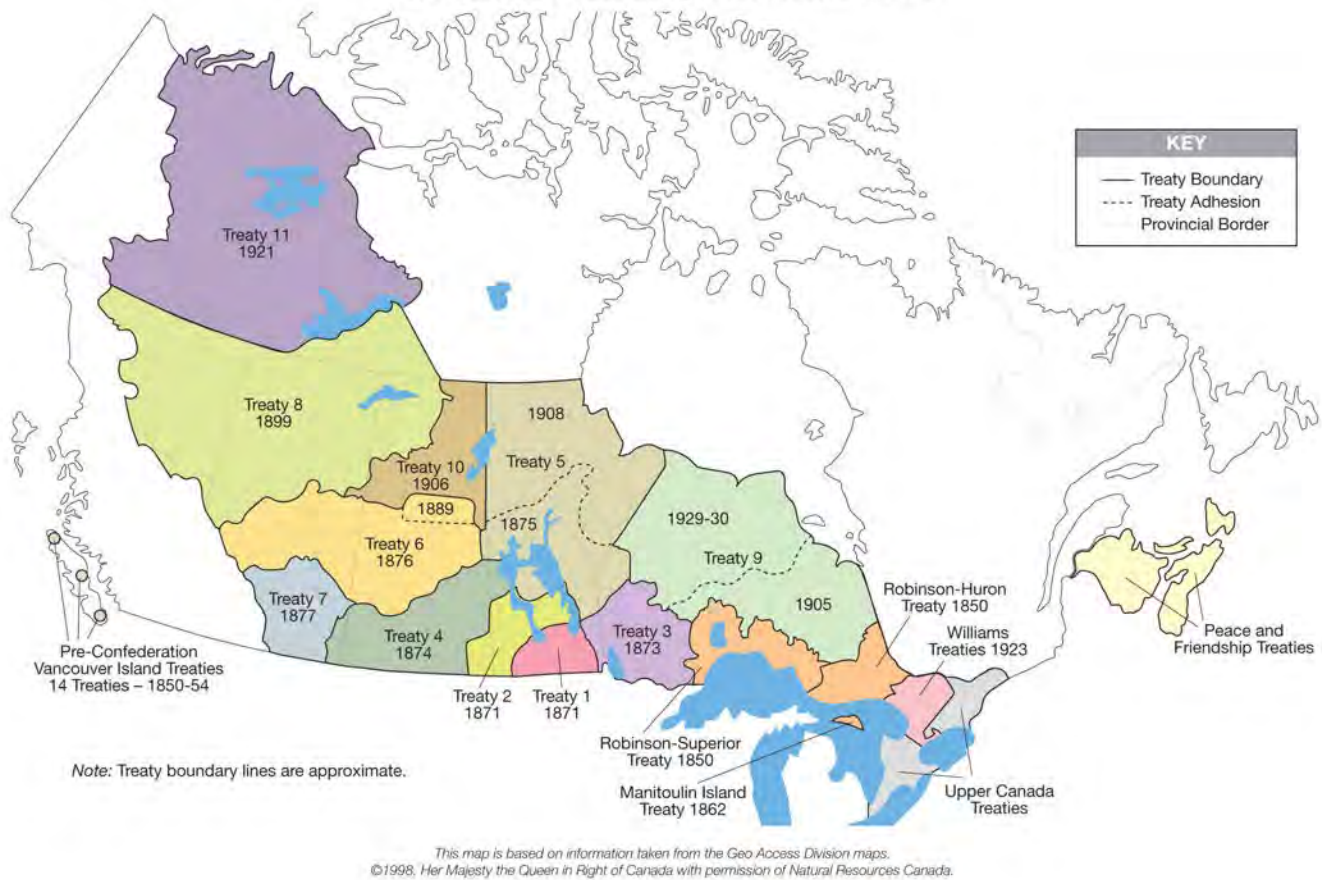 KEY
Treaty Boundary
Treaty Adhesion
Provincial Border
Treaty 11
1921
Treaty 8
1899
1908
Treaty 10
1906
Treaty 5
1889
1875
1929-30
Treaty 6
1876
Treaty 9
Treaty 7
1877
1905
Treaty 4
1874
Treaty 3
1873
Robinson-Huron
Treaty 1850
Williams
Treaties 1923
Peace and
Friendship Treaties
Pre-Confederation
Vancouver Island Treaties
14 Treaties – 1850-54
Treaty 2
1871
Treaty 1
1871
Robinson-Superior
Treaty 1850
Manitoulin Island
Treaty 1862
Upper Canada
Treaties
Note: Treaty boundary lines are approximate.
This map is based on information taken from the Geo Access Division maps.
©1998. Her Majesty the Queen in Right of Canada with permission of Natural Resources Canada.